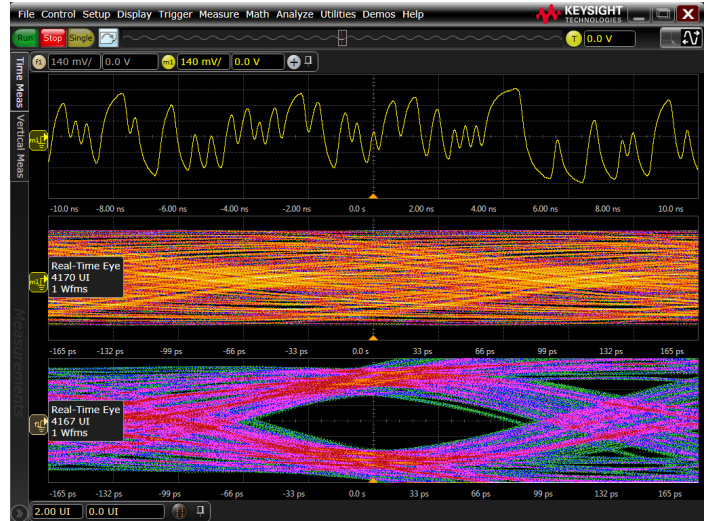 File Control Setup Display Trigger Measure Math Analyze Utilities Demos Help
KEYSIGHT
TECHNOLOGIES
Run Stop Single T 0.0 V
f1 140 mV/ 0.0 V m1 140 mV/ 0.0 V
Time Meas
Vertical Meas
m1
-10.0 ns -8.00 ns -6.00 ns -4.00 ns -2.00 ns 0.0 s 2.00 ns 4.00 ns 6.00 ns 8.00 ns 10.0 ns
Real-Time Eye
4170 UI
1 Wfms
m1
-165 ps -132 ps -99 ps -66 ps -33 ps 0.0 s 33 ps 66 ps 99 ps 132 ps 165 ps
Measurements
Real-Time Eye
4167 UI
1 Wfms
-165 ps -132 ps -99 ps -66 ps -33 ps 0.0 s 33 ps 66 ps 99 ps 132 ps 165 ps
2.00 UI 0.0 UI